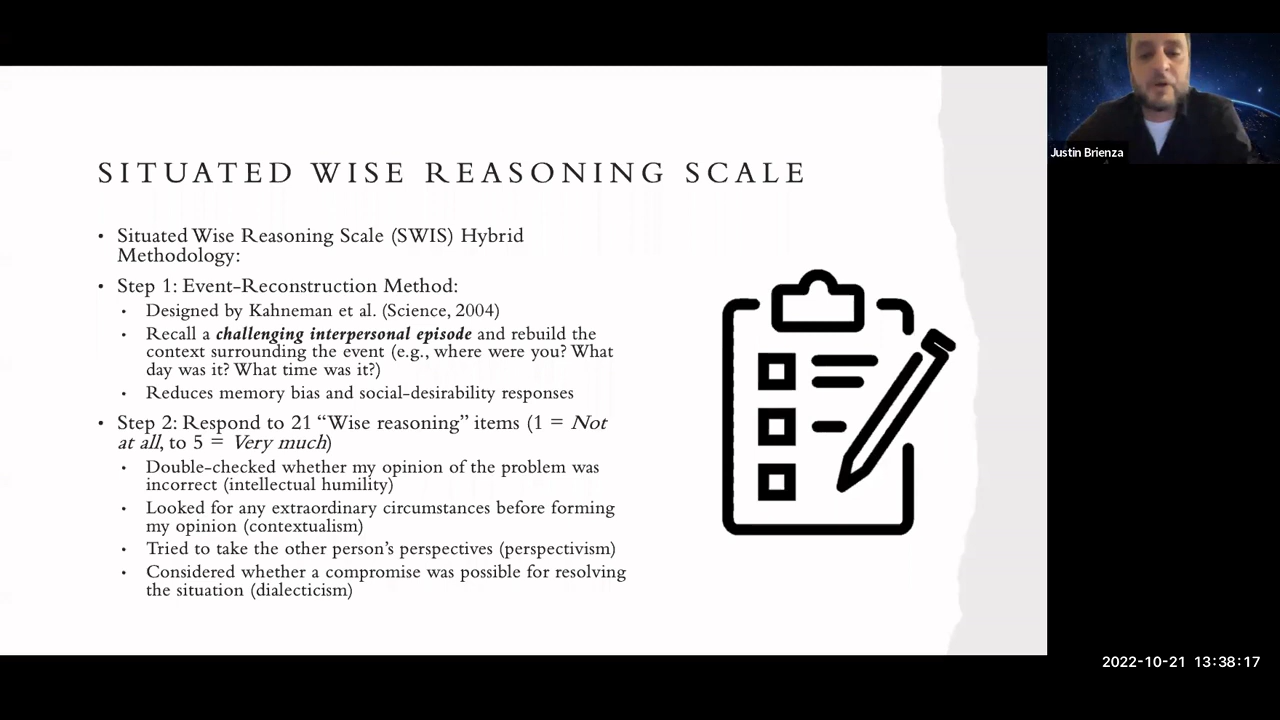 SITUATED WISE REASONING SCALE
• Situated Wise Reasoning Scale (SWIS) Hybrid
Methodology:
• Step 1: Event-Reconstruction Method:
• Designed by Kahneman et al. (Science, 2004)
• Recall a challenging interpersonal episode and rebuild the
context surrounding the event (e.g., where were you? What
day was it? What time was it?)
• Reduces memory bias and social-desirability responses
• Step 2: Respond to 21 “Wise reasoning” items (1 = Not
at all, to 5 = Very much)
• Double-checked whether my opinion of the problem was
incorrect (intellectual humility)
• Looked for any extraordinary circumstances before forming
my opinion (contextualism)
• Tried to take the other person’s perspectives (perspectivism)
• Considered whether a compromise was possible for resolving
the situation (dialecticism)
Justin Brienza
2022-10-21 13:38:17